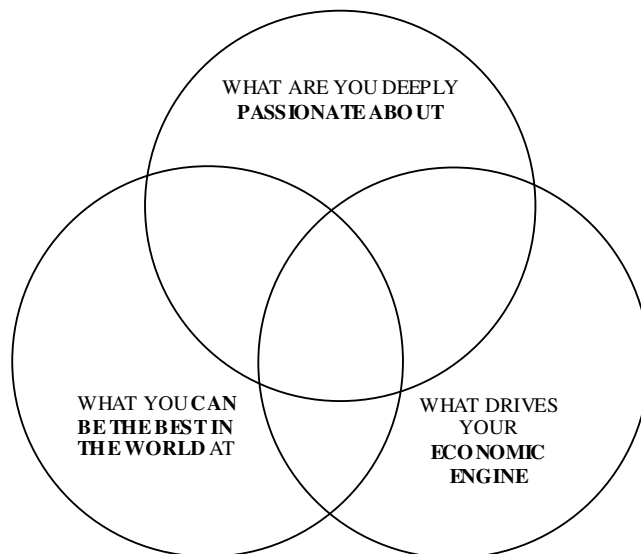 WHAT ARE YOU DEEPLY
PASSIONATE ABOUT
WHAT YOU CAN
BE THE BEST IN
THE WORLD AT
WHAT DRIVES
YOUR
ECONOMIC
ENGINE